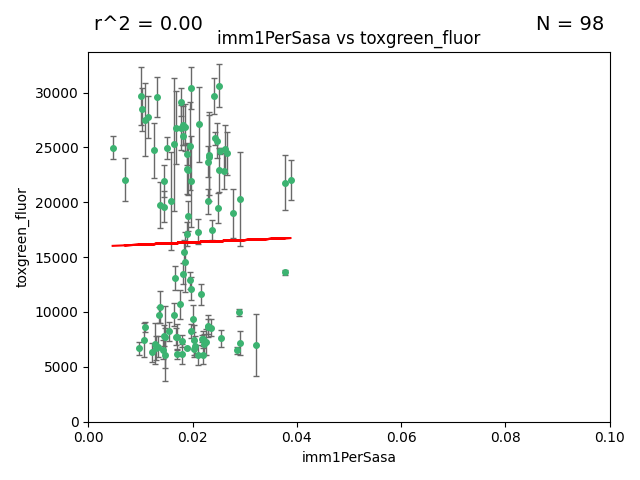 r^2 = 0.00
N = 98
imm1PerSasa vs toxgreen_fluor
toxgreen_fluor
30000
25000
20000
15000
10000
5000
0
0.00 0.02 0.04 0.06 0.08 0.10
imm1PerSasa